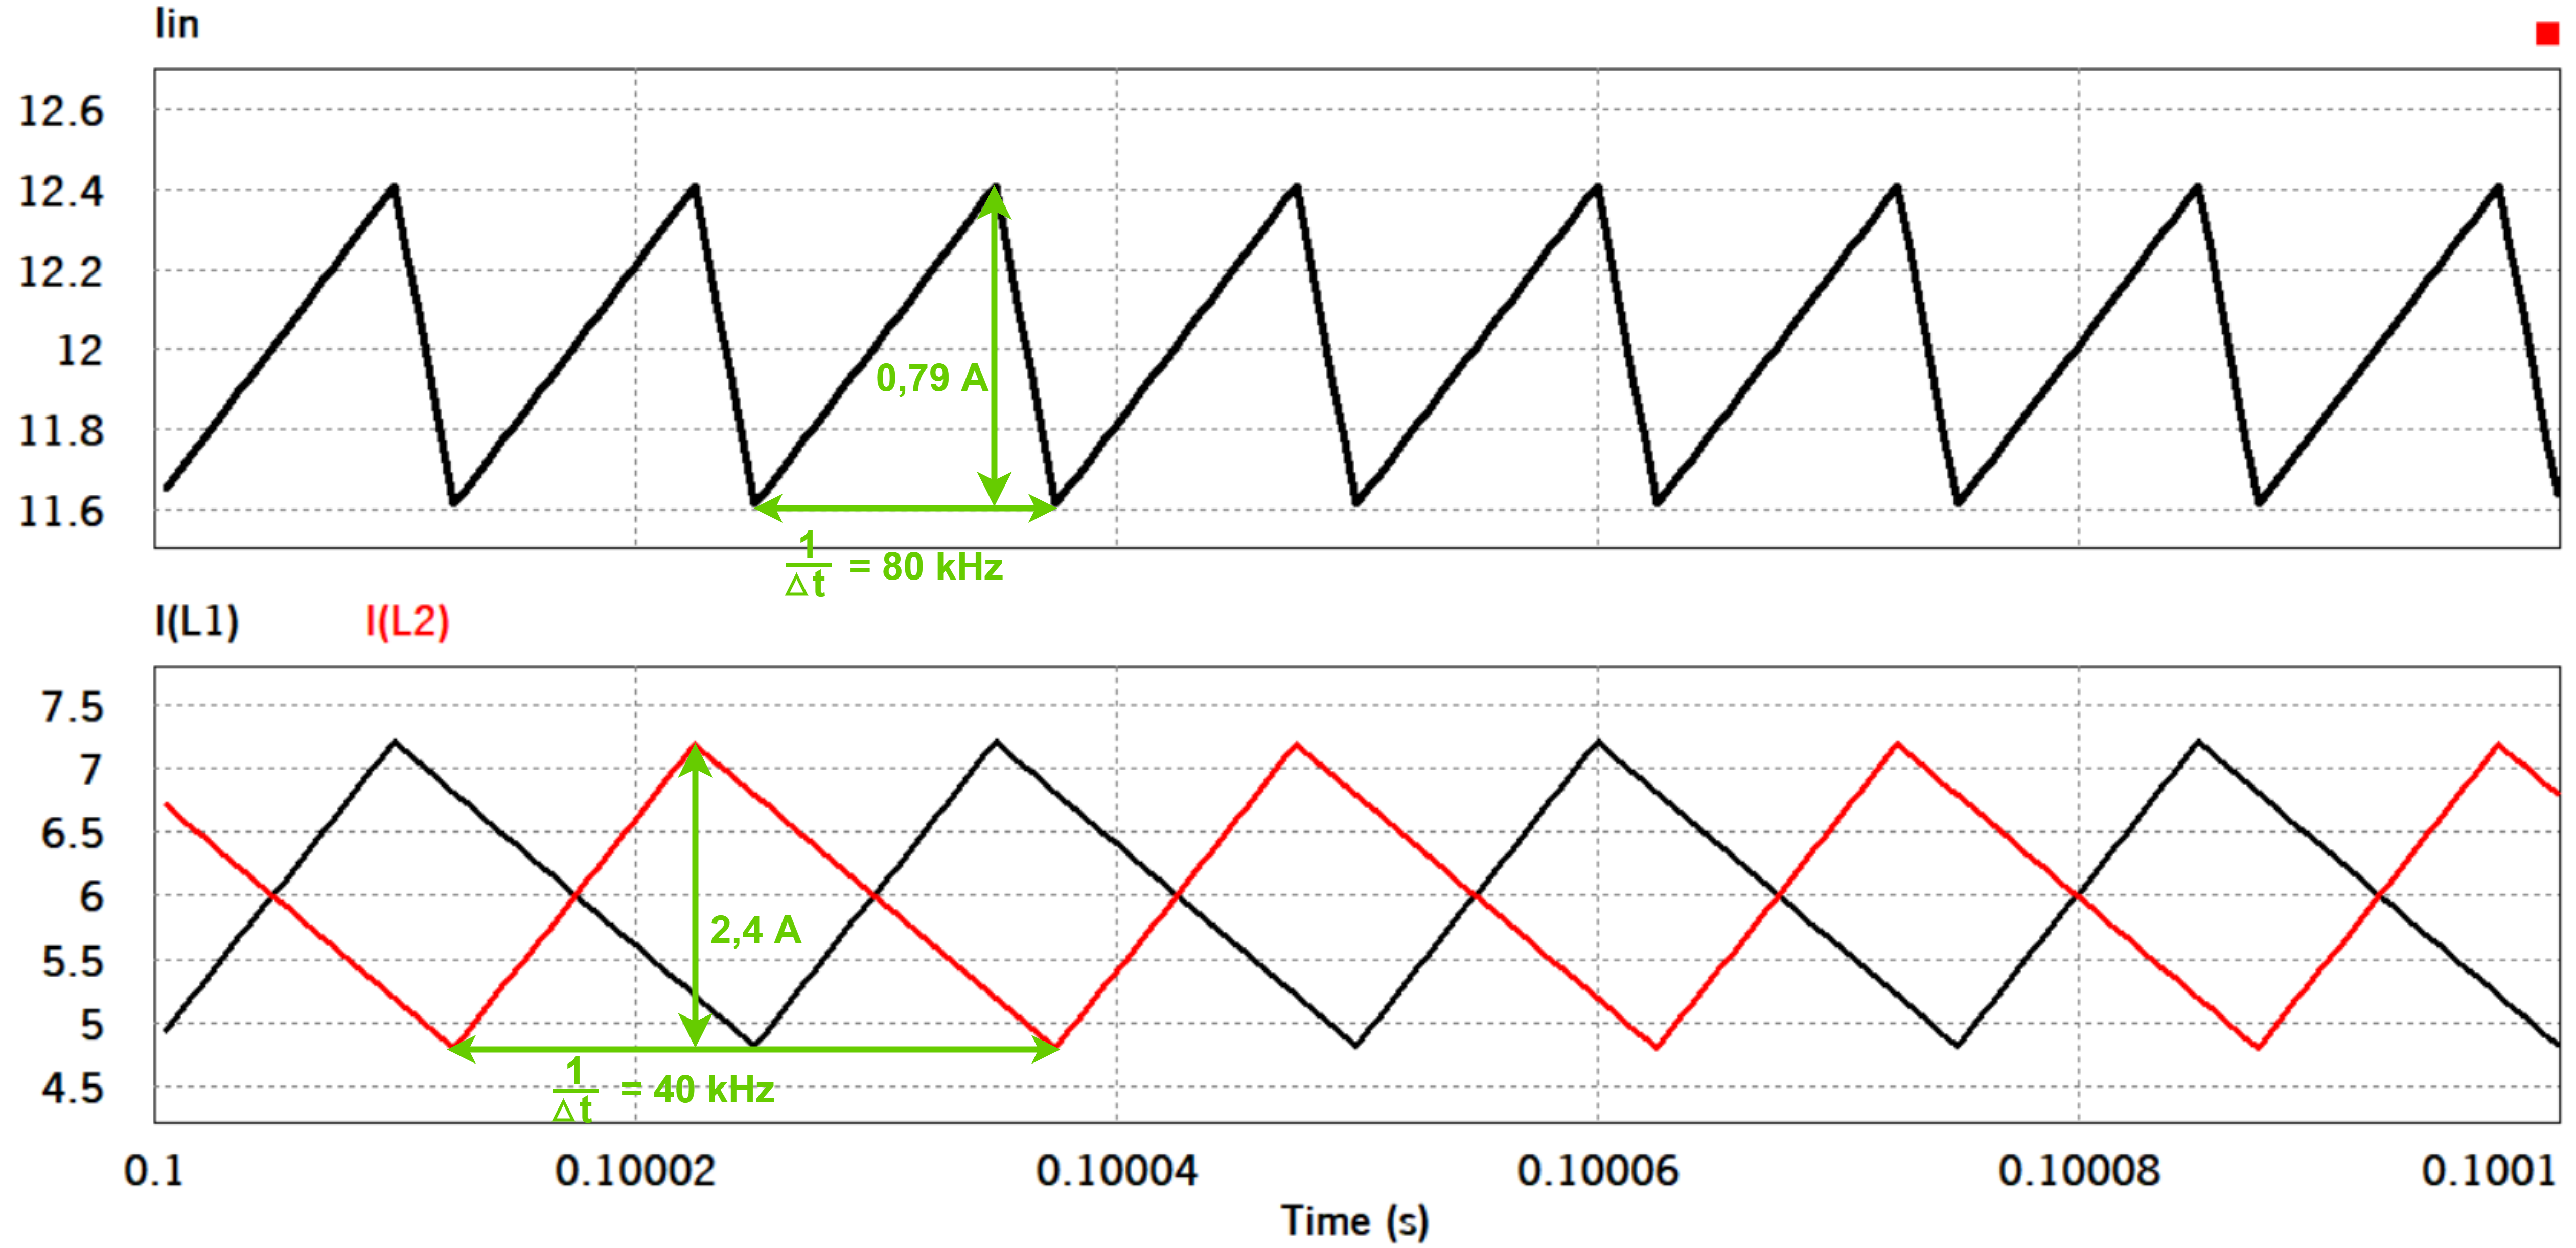 Iin
12.6
12.4
12.2
12
11.8
11.6
0,79 A
1/△t = 80 kHz
I(L1) I(L2)
7.5
7
6.5
6
5.5
5
4.5
2,4 A
1/△t = 40 kHz
0.1 0.10002 0.10004 0.10006 0.10008 0.1001
Time (s)